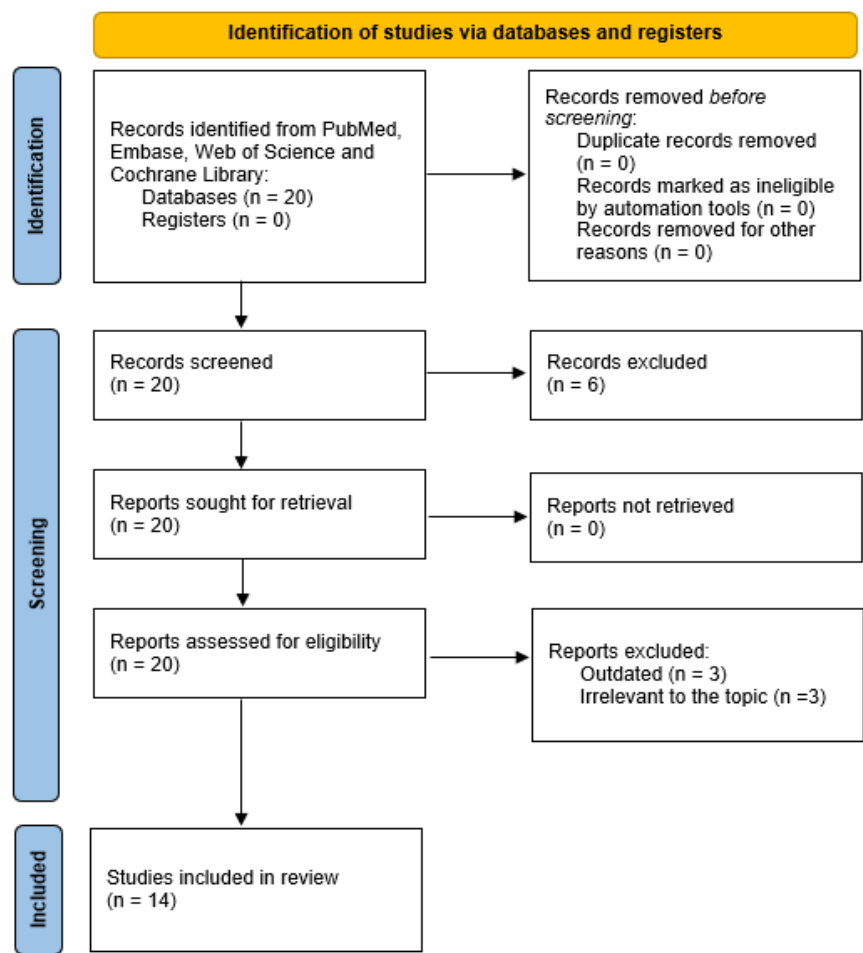 Identification of studies via databases and registers
Identification
Records identified from PubMed,
Embase, Web of Science and
Cochrane Library:
Databases (n = 20)
Registers (n = 0)
Records removed before
screening:
Duplicate records removed
(n = 0)
Records marked as ineligible
by automation tools (n = 0)
Records removed for other
reasons (n = 0)
Screening
Records screened
(n = 20)
Records excluded
(n = 6)
Reports sought for retrieval
(n = 20)
Reports not retrieved
(n = 0)
Reports assessed for eligibility
(n = 20)
Reports excluded:
Outdated (n = 3)
Irrelevant to the topic (n =3)
Included
Studies included in review
(n = 14)